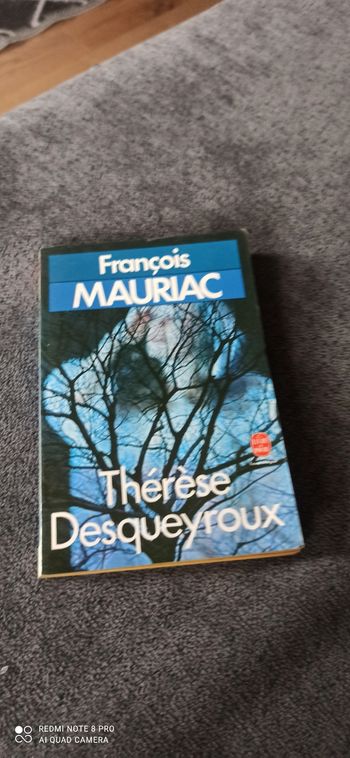 François
MAURIAC
Thérèse
Desqueyroux
REDMI NOTE 8 PRO
AI QUAD CAMERA